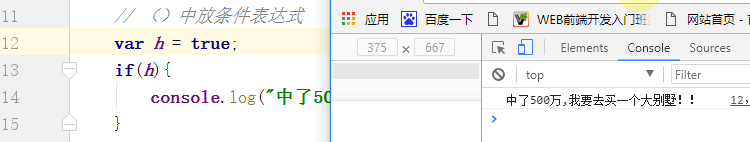 11 // （）中放条件表达式
12 var h = true;
13 if(h){
14 console.log("中了50
15 }
应用 百度一下 WEB前端开发入门班 网站首页 - 百
375 × 667
Elements Console Sources
top Filter
中了500万,我要去买一个大别墅！！ 12.